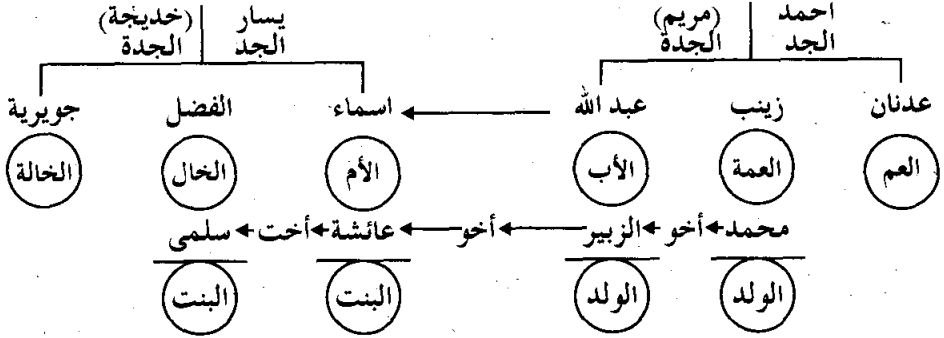 احمد (مريم) يسار (خديجة)
الجد الجدة الجد الجدة
عدنان زينب عبد الله اسماء الفضل جويرية
العم العمة الأب الأم الخال الخالة
محمد أخو الزبير أخو عائشة أخت سلمى
الولد الولد البنت البنت